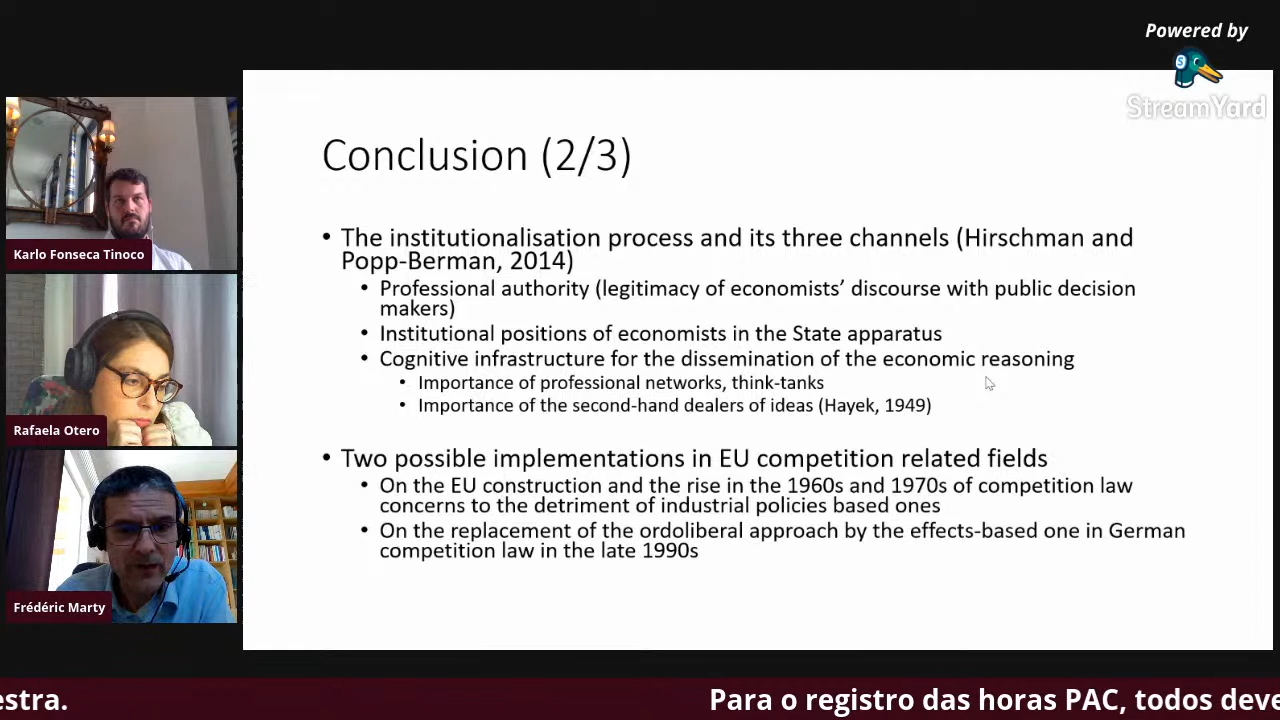 Powered by
StreamYard
Conclusion (2/3)
• The institutionalisation process and its three channels (Hirschman and
Popp-Berman, 2014)
• Professional authority (legitimacy of economists’ discourse with public decision
makers)
• Institutional positions of economists in the State apparatus
• Cognitive infrastructure for the dissemination of the economic reasoning
• Importance of professional networks, think-tanks
• Importance of the second-hand dealers of ideas (Hayek, 1949)
• Two possible implementations in EU competition related fields
• On the EU construction and the rise in the 1960s and 1970s of competition law
concerns to the detriment of industrial policies based ones
• On the replacement of the ordoliberal approach by the effects-based one in German
competition law in the late 1990s
Karlo Fonseca Tinoco
Rafaela Otero
Frédéric Marty
estra. Para o registro das horas PAC, todos deve